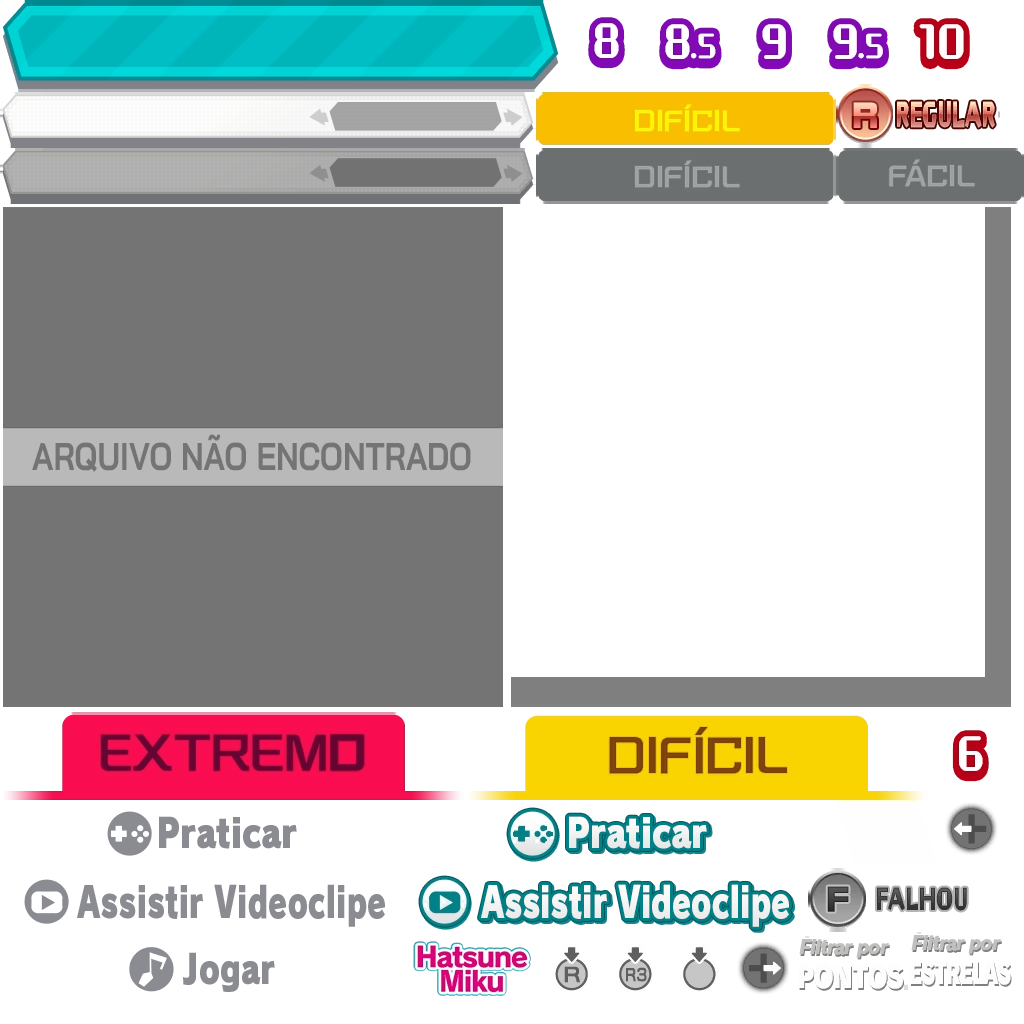 8 8.5 9 9.5 10
DIFÍCIL
R REGULAR
DIFÍCIL
FÁCIL
ARQUIVO NÃO ENCONTRADO
EXTREMO
DIFÍCIL
6
Praticar
Praticar
Assistir Videoclipe
Assistir Videoclipe
F FALHOU
Jogar
Hatsune
Miku
R
R3
Filtrar por
PONTOS
Filtrar por
ESTRELAS